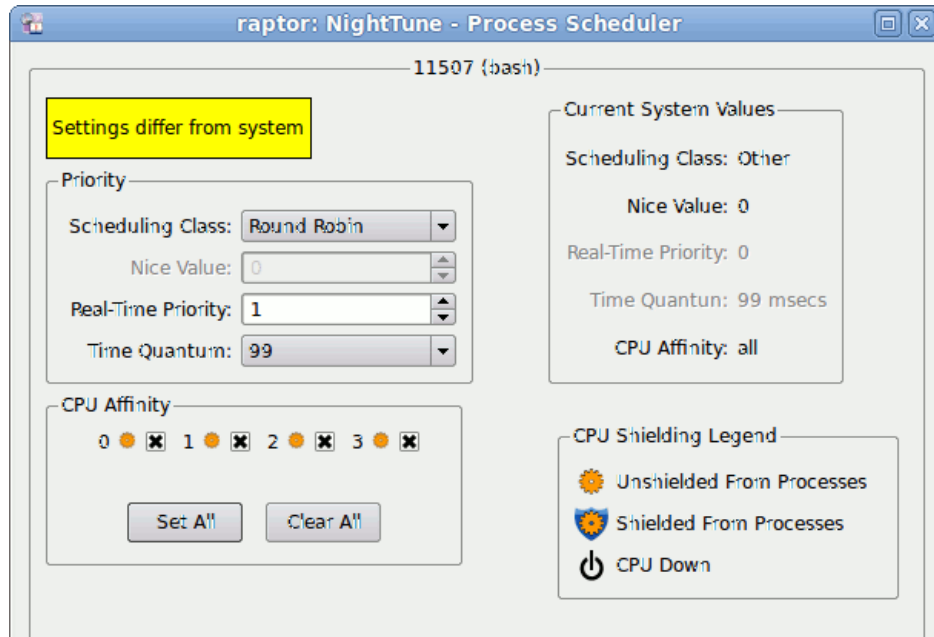 raptor: NightTune - Process Scheduler
11507 (bash)
Settings differ from system
Priority
Scheduling Class: Round Robin
Nice Value: 0
Real-Time Priority: 1
Time Quantum: 99
CPU Affinity
0 1 2 3
Set All Clear All
Current System Values
Scheduling Class: Other
Nice Value: 0
Real-Time Priority: 0
Time Quantun: 99 msecs
CPU Affinity: all
CPU Shielding Legend
Unshielded From Processes
Shielded From Processes
CPU Down